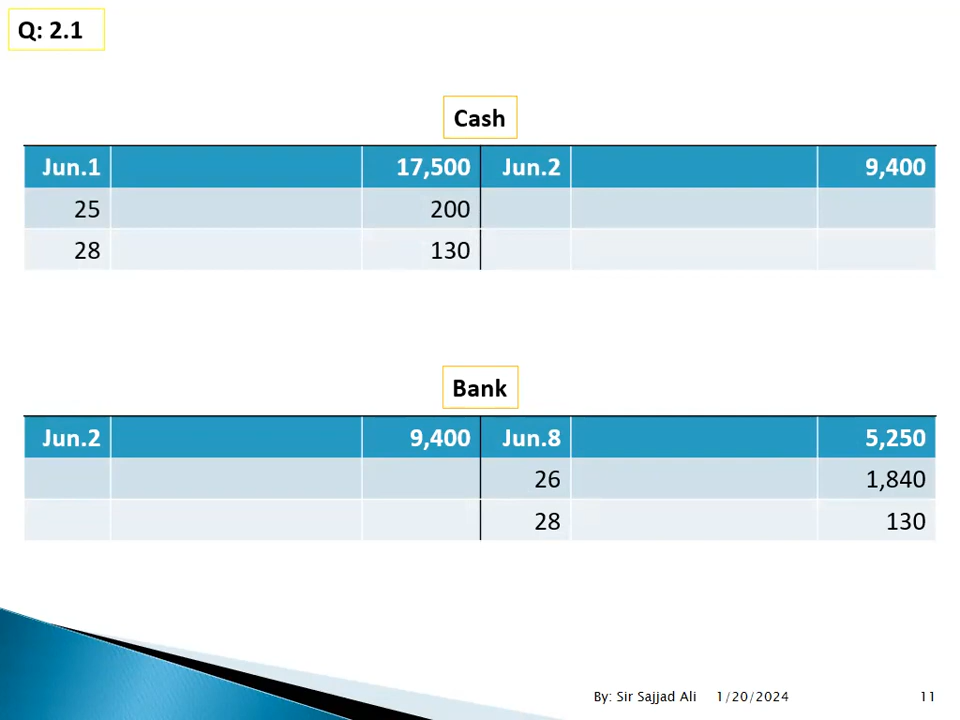 Q: 2.1
Cash
Jun.1 17,500 Jun.2 9,400
25 200
28 130
Bank
Jun.2 9,400 Jun.8 5,250
26 1,840
28 130
By: Sir Sajjad Ali 1/20/2024 11